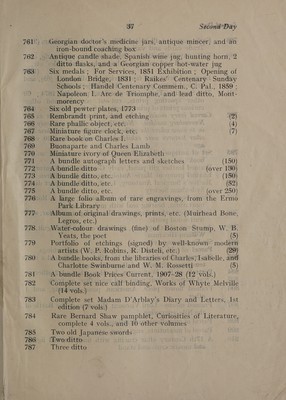 37 Second Day
761 Georgian doctor's medicine jars, antique mincer, and an
iron-bound coaching box
762 Antique candle shade, Spanish wine jug, hunting horn, 2
ditto flasks, and a Georgian copper hot-water jug
763 Six medals; For Services, 1851 Exhibition; Opening of
London Bridge, 1831; Raikes' Centenary Sunday
Schools; Handel Centenary Commem., C. Pal., 1859;
Napoleon I. Arc de Triomphe, and lead ditto, Mont-
morency
764 Six old pewter plates, 1773
765 Rembrandt print, and etching (2)
766 Rare phallic object, etc. (4)
767 Miniature figure clock, etc. (7)
768 Rare book on Charles I.
769 Buonaparte and Charles Lamb
770 Miniature ivory of Queen Elizabeth
771 A bundle autograph letters and sketches (150)
772 A bundle ditto (over 130)
773 A bundle ditto, etc. (180)
774 A bundle ditto, etc. (52)
775 A bundle ditto, etc. (over 250)
776 A large folio album of rare engravings, from the Ermo
Park Library
777 Album of original drawings, prints, etc. (Muirhead Bone,
Legros, etc.)
778 Water-colour drawings (fine) of Boston Stump, W. B.
Yeats, the poet (5)
779 Portfolio of etchings (signed) by well-known modern
artists (W. P. Robins, R. Distelli, etc.) (20)
780 A bundle books, from the libraries of Charles, Isabelle, and
Charlotte Swinburne and W. M. Rossetti (5)
781 A bundle Book Prices Current, 1907-28 (12 vols.)
782 Complete set nice calf binding, Works of Whyte Melville
(14 vols.)
783 Complete set Madam D'Arbley's Diary and Letters, 1st
edition (7 vols.)
784 Rare Bernard Shaw pamphlet, Curiosities of Literature,
complete 4 vols., and 10 other volumes
785 Two old Japanese swords
786 Two ditto
787 Three ditto